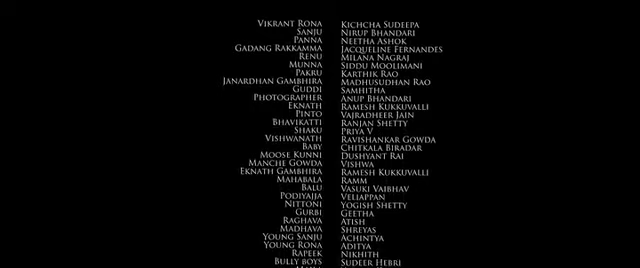 Vikrant Rona Kichcha Sudeepa
Sanju Nirup Bhandari
Panna Neetha Ashok
Gadang Rakkamma Jacqueline Fernandes
Renu Milana Nagraj
Munna Siddu Moolimani
Pakru Karthik Rao
Janardhan Gambhira Madhusudhan Rao
Guddi Samhitha
Photographer Anup Bhandari
Eknath Ramesh Kukkuvalli
Pinto Vajradheer Jain
Bhavikatti Ranjan Shetty
Shaku Priya V
Vishwanath Ravishankar Gowda
Baby Chitkala Biradar
Moose Kunni Dushyant Rai
Manche Gowda Vishwa
Eknath Gambhira Ramesh Kukkuvalli
Mahabala Ramm
Balu Vasuki Vaibhav
Podiyajja Veliappan
Nittoni Yogish Shetty
Gurbi Geetha
Raghava Atish
Madhava Shreyas
Young Sanju Achintya
Young Rona Aditya
Rapeek Nikhith
Bully boys Sudeer Hebri